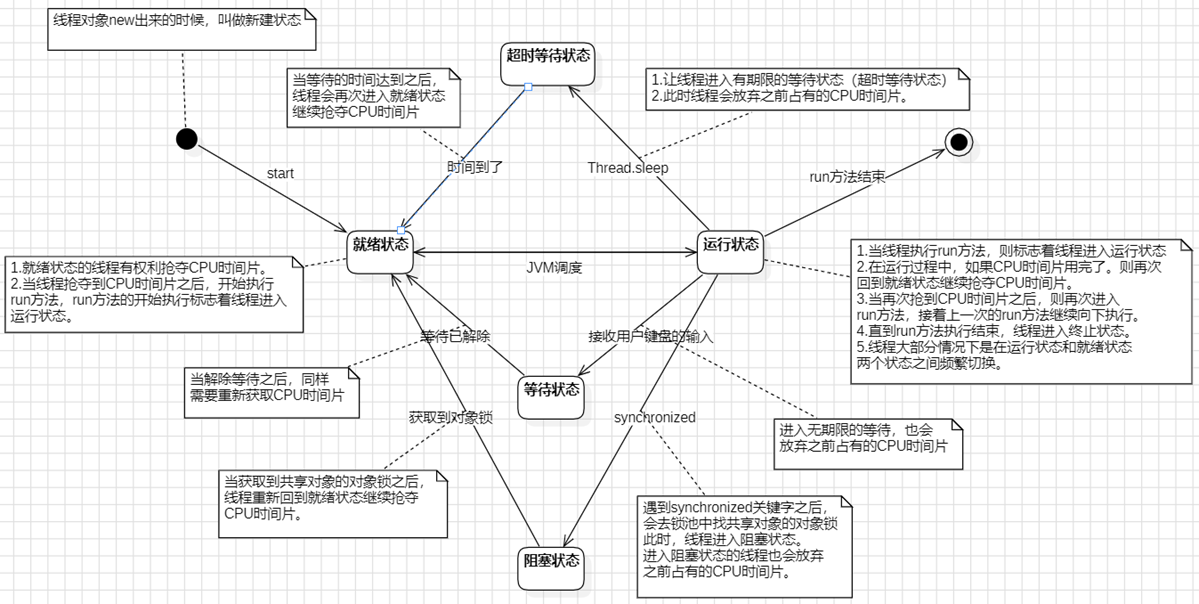 线程对象new出来的时候，叫做新建状态
超时等待状态
当等待的时间达到之后，
线程会再次进入就绪状态
继续抢夺CPU时间片
1.让线程进入有期限的等待状态（超时等待状态）
2.此时线程会放弃之前占有的CPU时间片。
start
时间到了
Thread.sleep
run方法结束
就绪状态
运行状态
JVM调度
1.就绪状态的线程有权利抢夺CPU时间片。
2.当线程抢夺到CPU时间片之后，开始执行
run方法，run方法的开始执行标志着线程进入
运行状态。
1.当线程执行run方法，则标志着线程进入运行状态
2.在运行过程中，如果CPU时间片用完了。则再次
回到就绪状态继续抢夺CPU时间片。
3.当再次抢到CPU时间片之后，则再次进入
run方法，接着上一次的run方法继续向下执行。
4.直到run方法执行结束，线程进入终止状态。
5.线程大部分情况下是在运行状态和就绪状态
两个状态之间频繁切换。
等待已解除
接收用户键盘的输入
当解除等待之后，同样
需要重新获取CPU时间片
等待状态
获取到对象锁
synchronized
进入无期限的等待，也会
放弃之前占有的CPU时间片
当获取到共享对象的对象锁之后，
线程重新回到就绪状态继续抢夺
CPU时间片。
遇到synchronized关键字之后，
会去锁池中找共享对象的对象锁
此时，线程进入阻塞状态。
进入阻塞状态的线程也会放弃
之前占有的CPU时间片。
阻塞状态